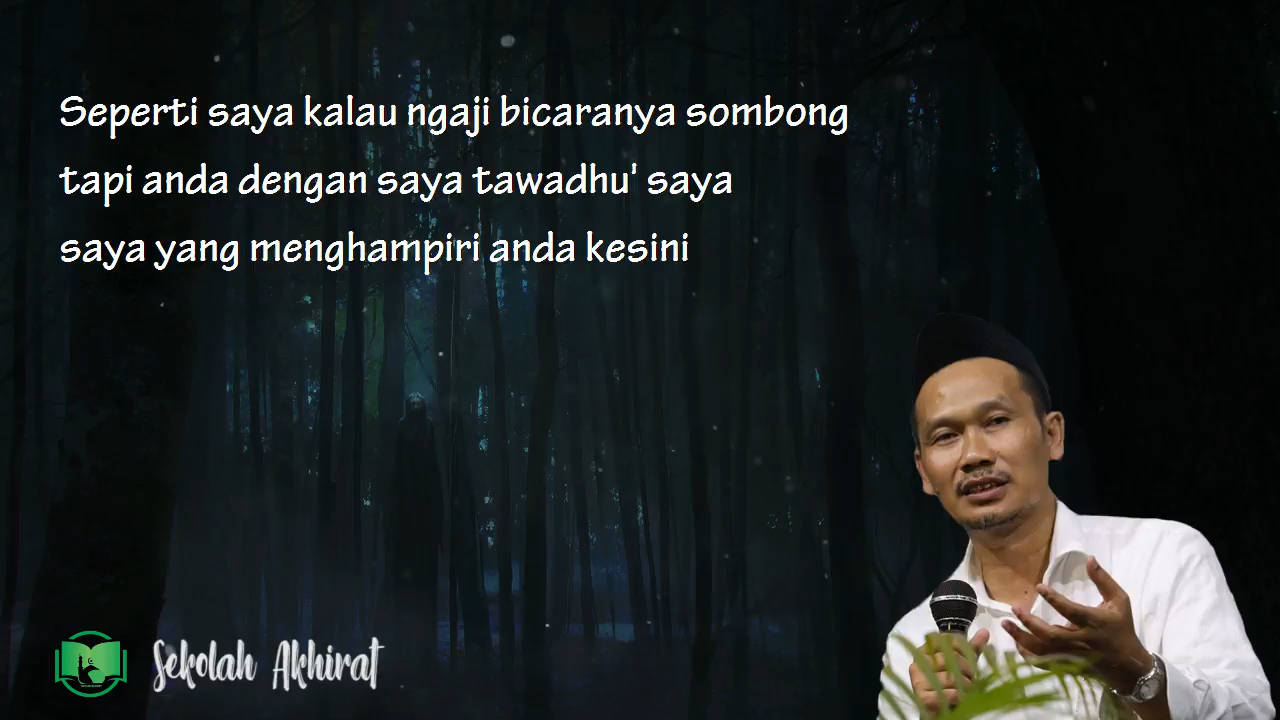 Seperti saya kalau ngaji bicaranya sombong
tapi anda dengan saya tawadhu' saya
saya yang menghampiri anda kesini
Sekolah Akhirat